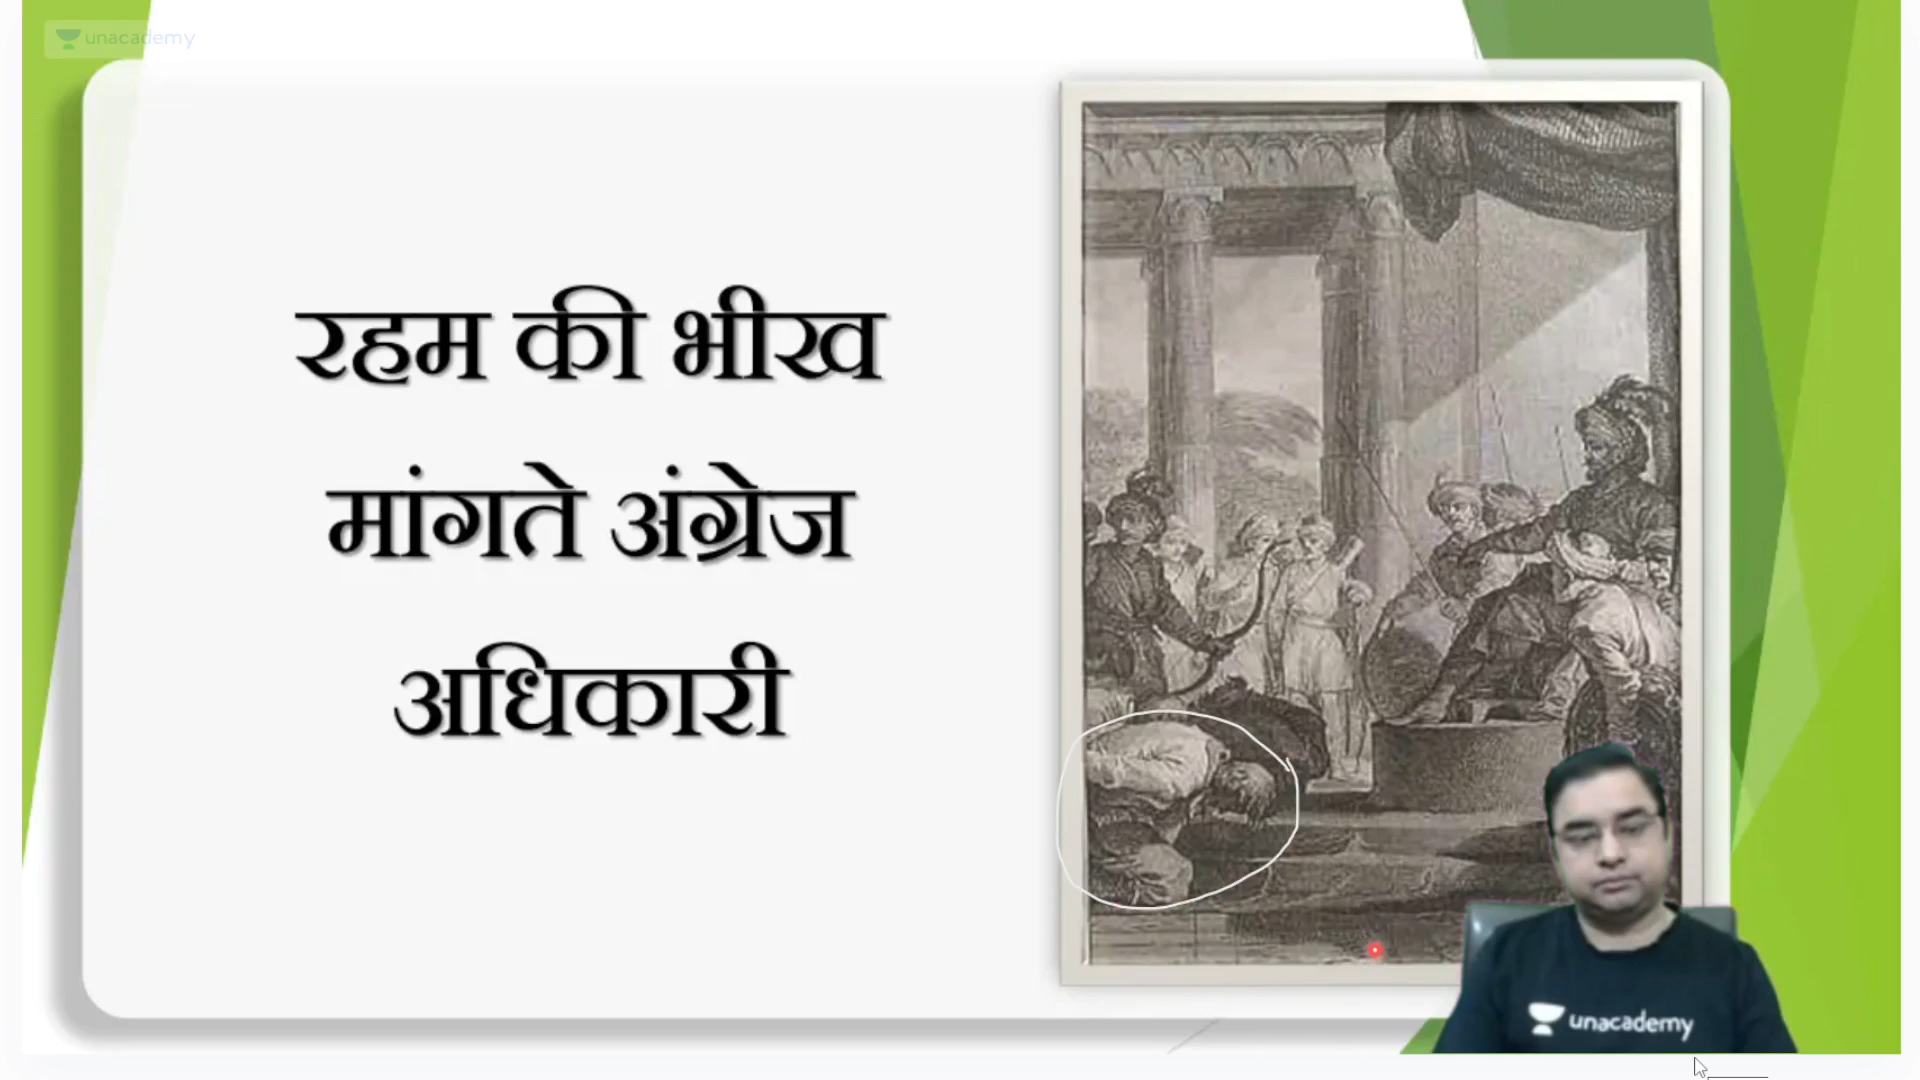 unacademy
रहम की भीख
मांगते अंग्रेज
अधिकारी
unacademy